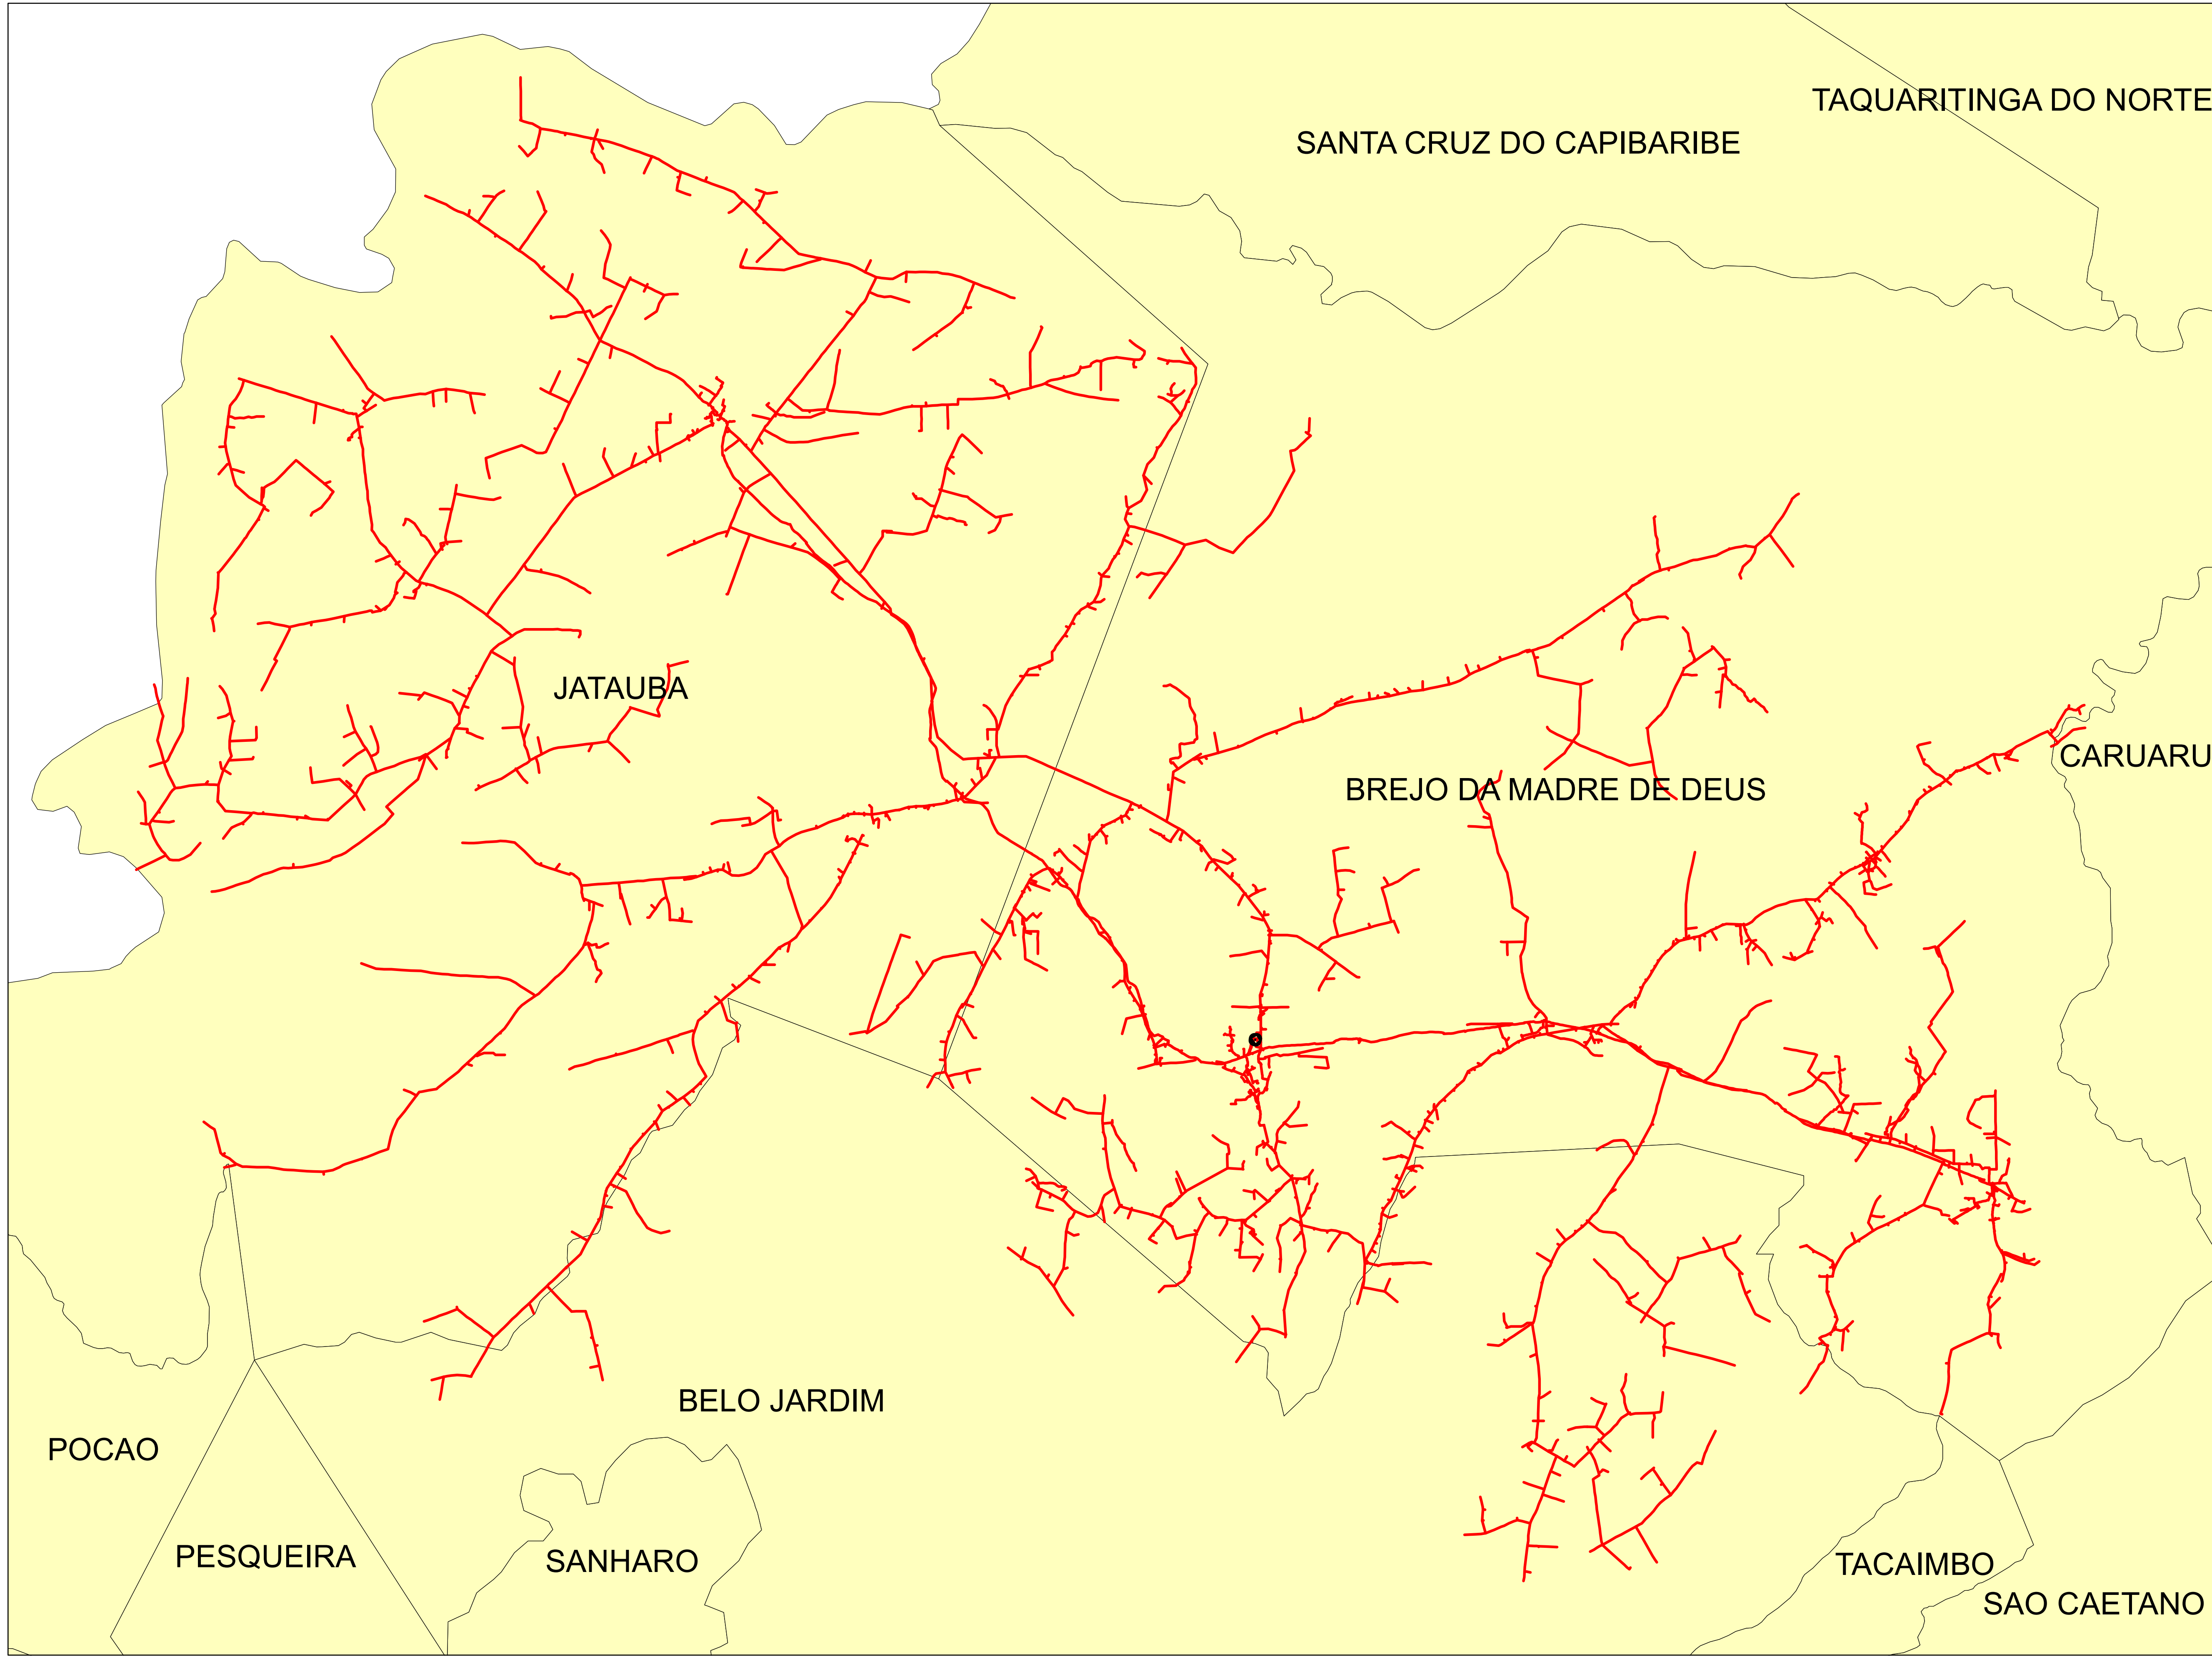 TAQUARITINGA DO NORTE
SANTA CRUZ DO CAPIBARIBE
JATAUBA
CARUARU
BREJO DA MADRE DE DEUS
BELO JARDIM
POCAO
PESQUEIRA
SANHARO
TACAIMBO
SAO CAETANO